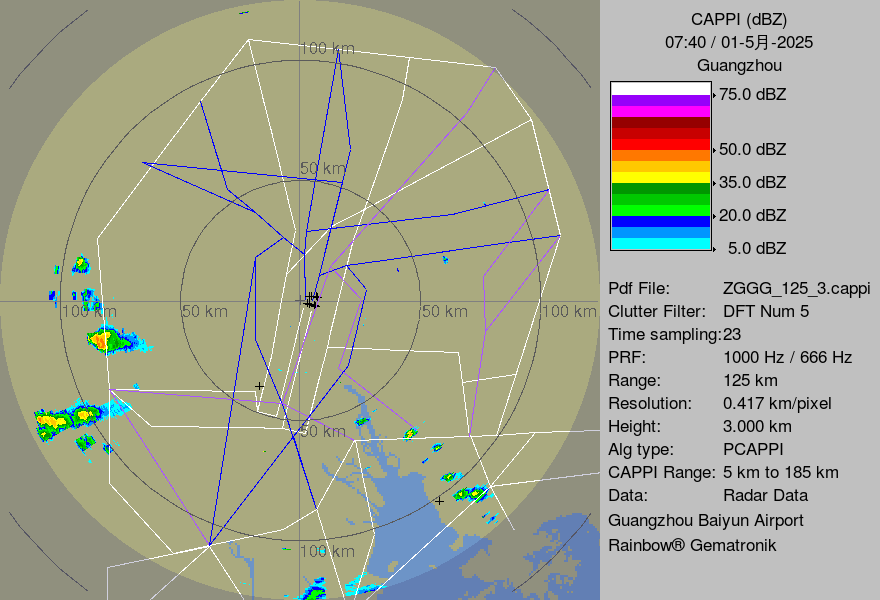 CAPPI (dBZ)
07:40 / 01-5月-2025
Guangzhou
75.0 dBZ
50.0 dBZ
35.0 dBZ
20.0 dBZ
5.0 dBZ
100 km
50 km
100 km
50 km
50 km
100 km
50 km
100 km
Pdf File: ZGGG_125_3.cappi
Clutter Filter: DFT Num 5
Time sampling:23
PRF: 1000 Hz / 666 Hz
Range: 125 km
Resolution: 0.417 km/pixel
Height: 3.000 km
Alg type: PCAPPI
CAPPI Range: 5 km to 185 km
Data: Radar Data
Guangzhou Baiyun Airport
Rainbow® Gematronik